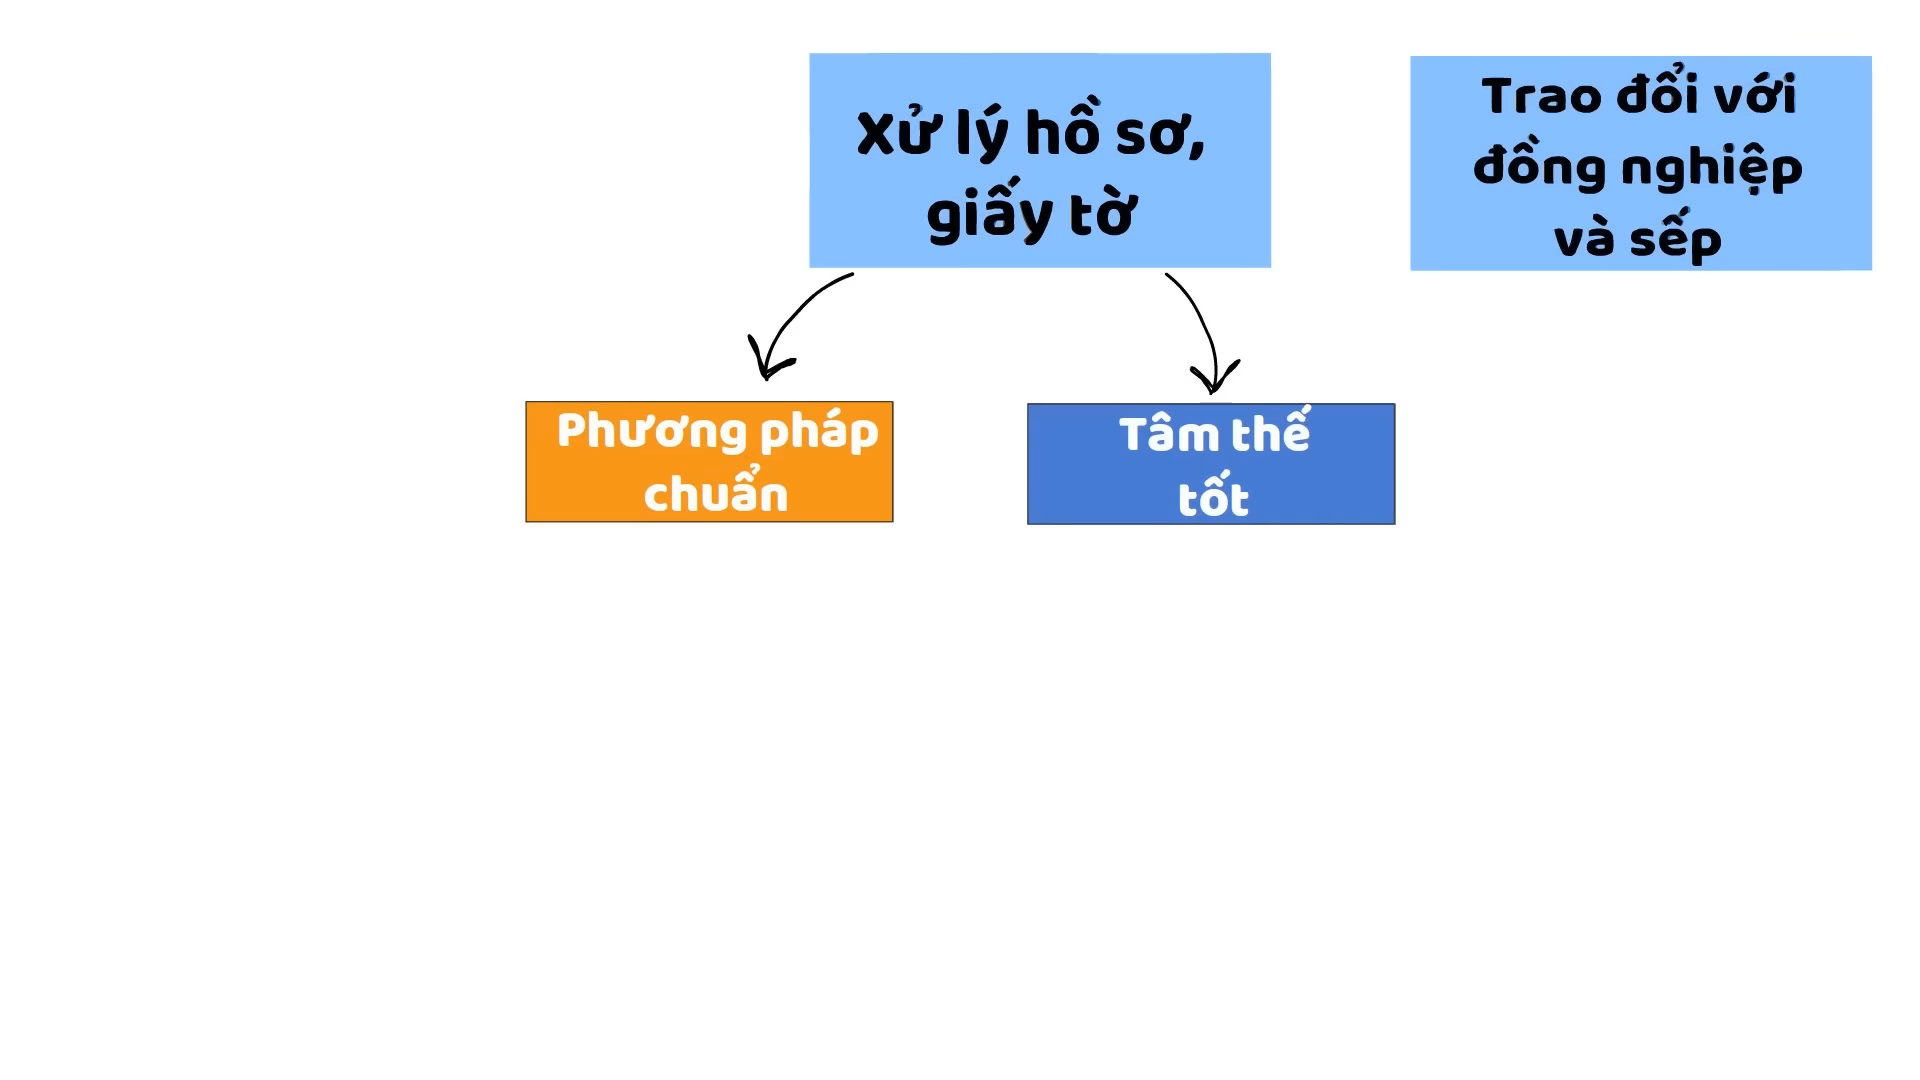 Xử lý hồ sơ,
giấy tờ
Trao đổi với
đồng nghiệp
và sếp
Phương pháp
chuẩn
Tâm thế
tốt